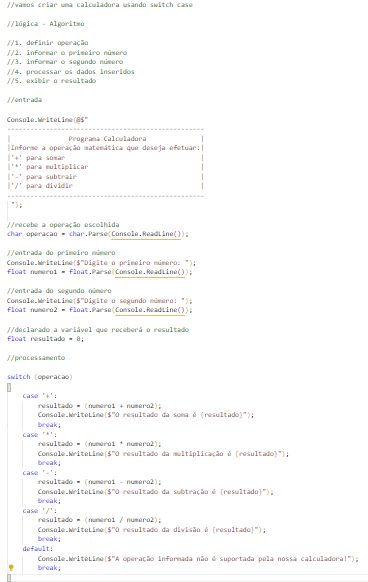 //vamos criar uma calculadora usando switch case
//lógica - Algoritmo
//1. definir operação
//2. informar o primeiro número
//3. informar o segundo número
//4. processar os dados inseridos
//5. exibir o resultado
//entrada
Console.WriteLine(@$"
---------------------------------------------------
|               Programa Calculadora              |
|Informe a operação matemática que deseja efetuar:|
|'+' para somar                                   |
|'*' para multiplicar                             |
|'-' para subtrair                                |
|'/' para dividir                                 |
---------------------------------------------------
");
//recebe a operação escolhida
char operacao = char.Parse(Console.ReadLine());
//entrada do primeiro número
Console.WriteLine($"Digite o primeiro número: ");
float numero1 = float.Parse(Console.ReadLine());
//entrada do segundo número
Console.WriteLine($"Digite o segundo número: ");
float numero2 = float.Parse(Console.ReadLine());
//declarado a variável que receberá o resultado
float resultado = 0;
//processamento
switch (operacao)
{
case '+':
resultado = (numero1 + numero2);
Console.WriteLine($"O resultado da soma é {resultado}");
break;
case '*':
resultado = (numero1 * numero2);
Console.WriteLine($"O resultado da multiplicação é {resultado}");
break;
case '-':
resultado = (numero1 - numero2);
Console.WriteLine($"O resultado da subtração é {resultado}");
break;
case '/':
resultado = (numero1 / numero2);
Console.WriteLine($"O resultado da divisão é {resultado}");
break;
default:
Console.WriteLine($"A operação informada não é suportada pela nossa calculadora!");
break;
}